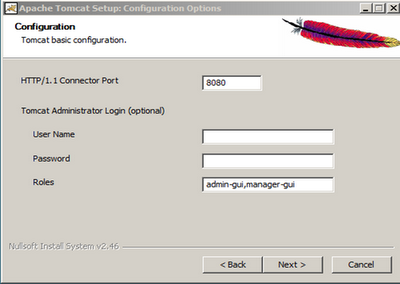 Apache Tomcat Setup: Configuration Options
Configuration
Tomcat basic configuration.
HTTP/1.1 Connector Port
8080
Tomcat Administrator Login (optional)
User Name
Password
Roles
admin-gui,manager-gui
Nullsoft Install System v2.46
< Back
Next >
Cancel